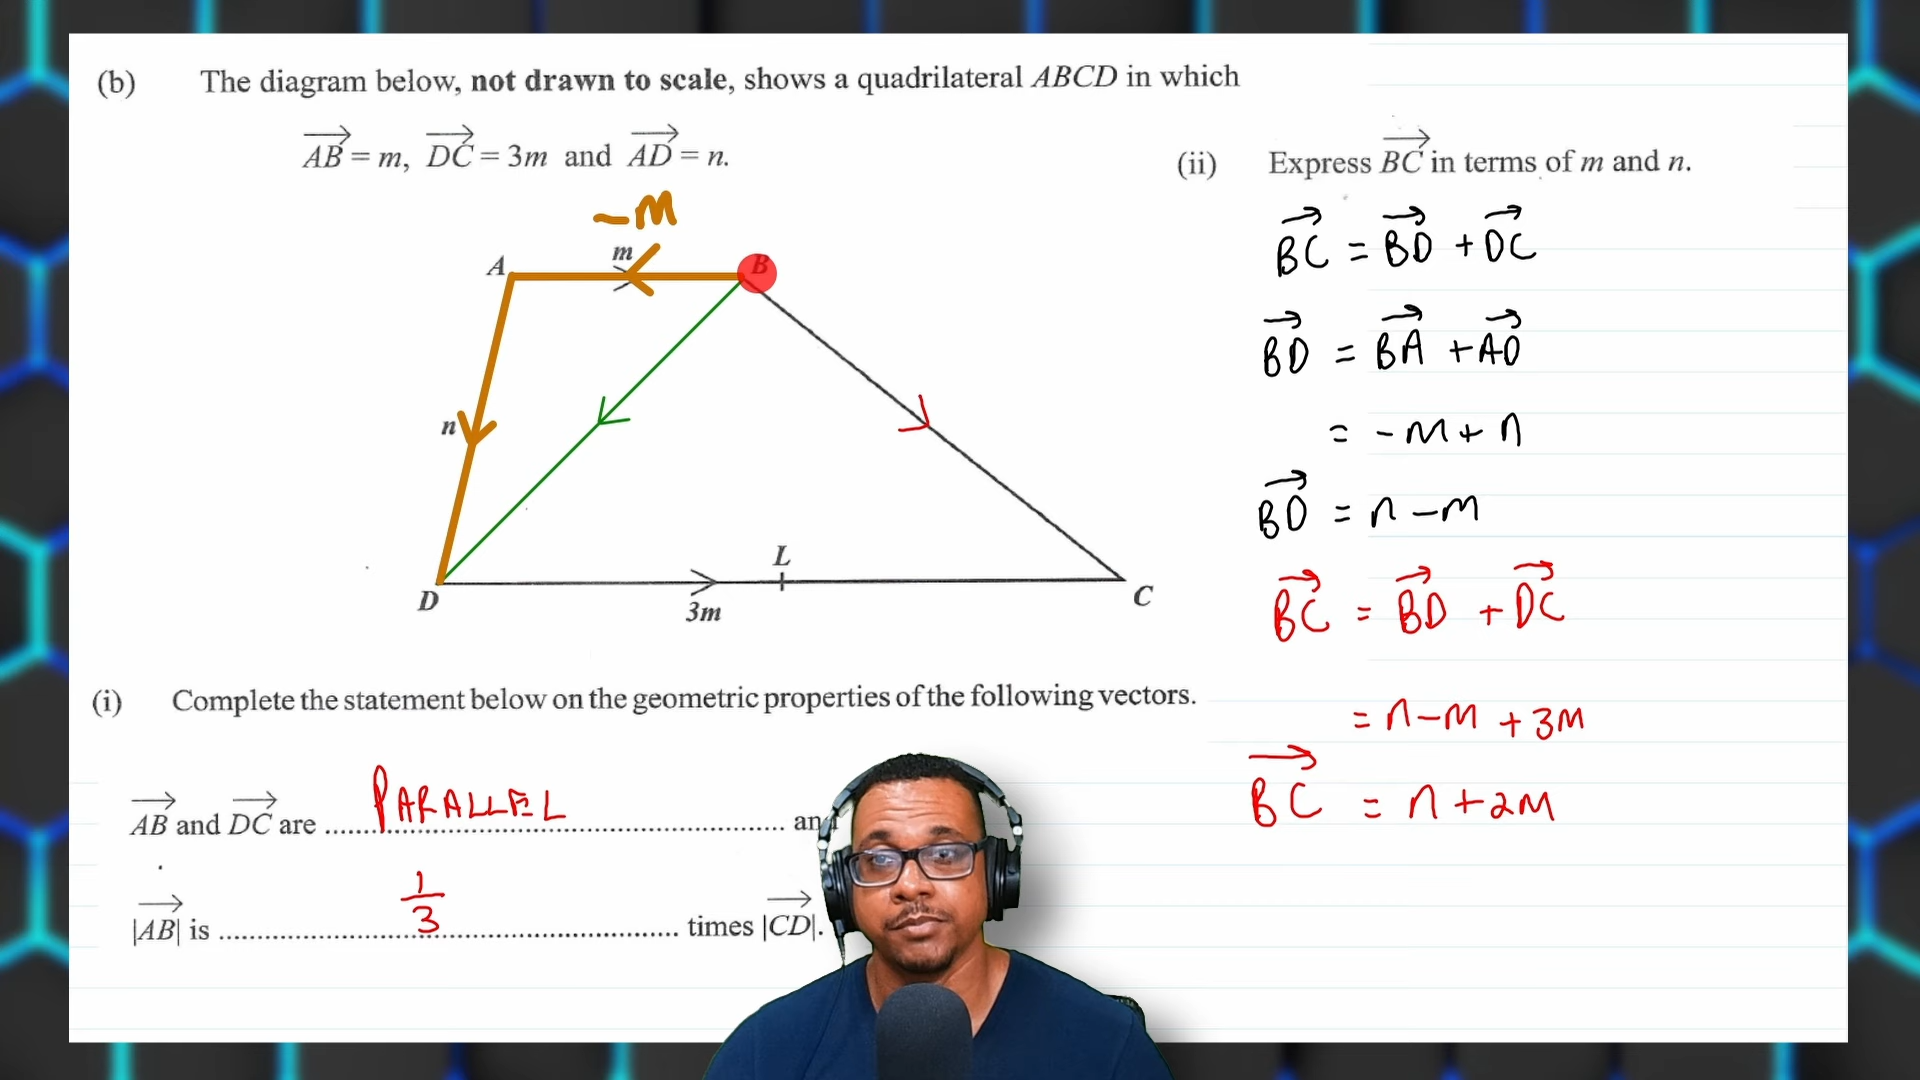 (b) The diagram below, not drawn to scale, shows a quadrilateral ABCD in which
AB = m, DC = 3m and AD = n.
-m
A
m
B
n
L
D
3m
C
(i) Complete the statement below on the geometric properties of the following vectors.
AB and DC are ........ PARALLEL ........ and
|AB| is ........ 1/3 ........ times |CD|.
(ii) Express BC in terms of m and n.
BC = BD + DC
BD = BA + AD
= -m + n
BD = n - m
BC = BD + DC
= n - m + 3m
BC = n + 2m